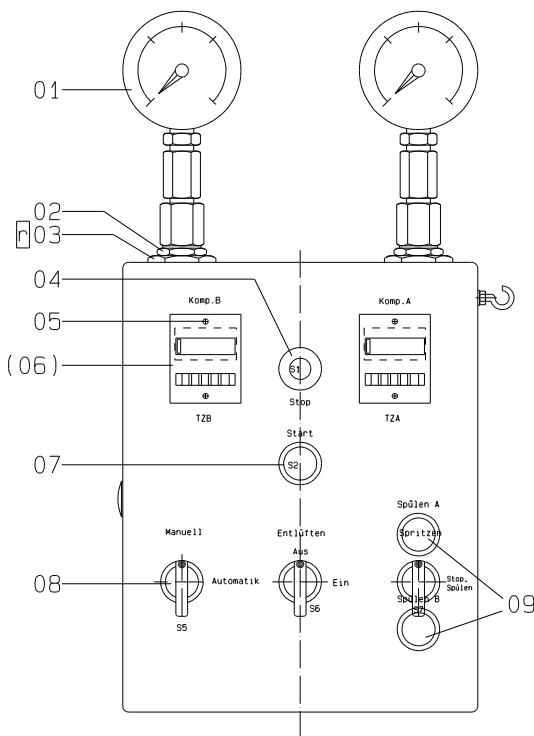 01
02
r 03
04
Komp.B
Komp.A
05
(06)
S1
Stop
TZB
TZA
Start
07
S2
Spülen A
Manuell
Entlüften
Spritzen
Aus
08
Automatik
Ein
Stop.
Spülen
Spülen B
09
S7
S6
S5